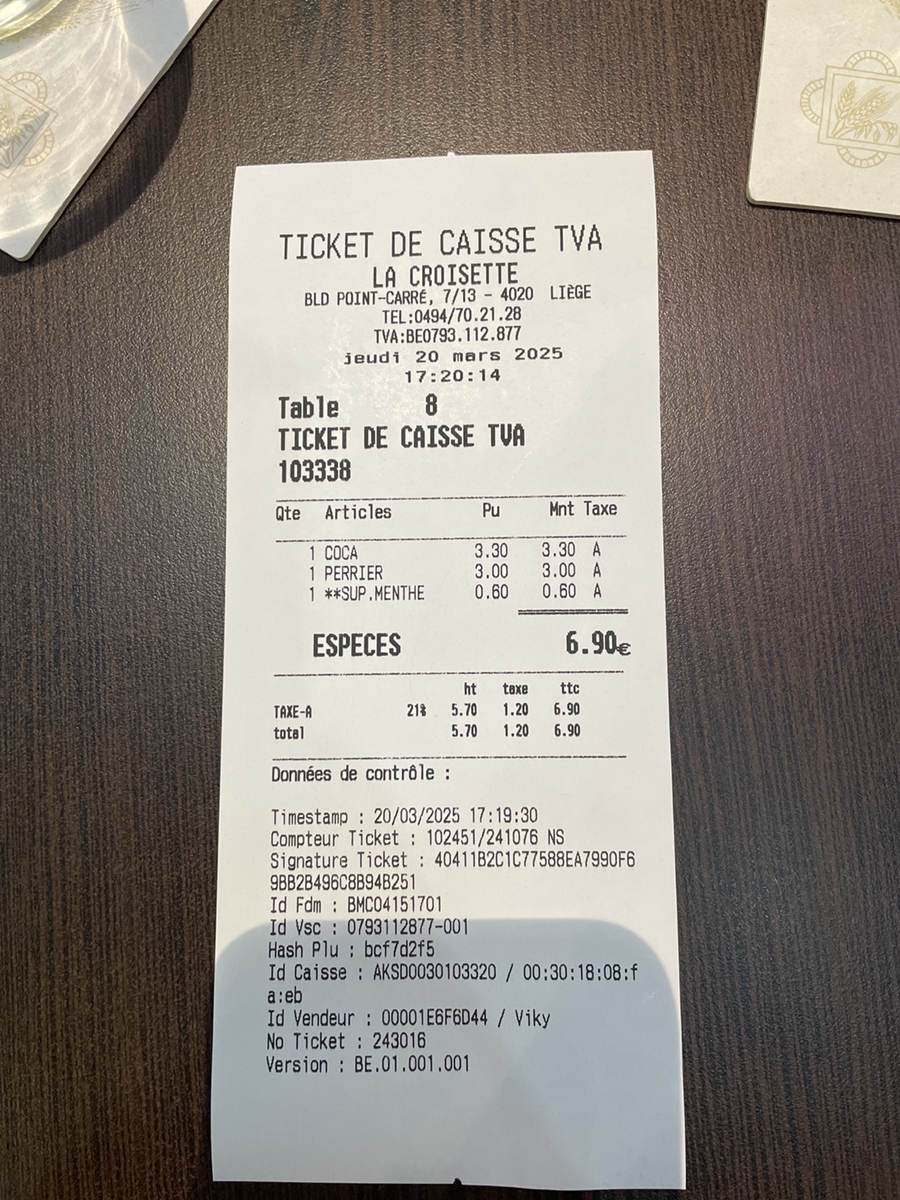 TICKET DE CAISSE TVA
LA CROISETTE
BLD POINT-CARRÉ, 7/13 - 4020 LIÈGE
TEL:0494/70.21.28
TVA:BE0793.112.877
jeudi 20 mars 2025
17:20:14
Table 8
TICKET DE CAISSE TVA
103338
Qte Articles Pu Mnt Taxe
1 COCA 3.30 3.30 A
1 PERRIER 3.00 3.00 A
1 **SUP.MENTHE 0.60 0.60 A
ESPECES 6.90€
ht taxe ttc
TAXE-A 21% 5.70 1.20 6.90
total 5.70 1.20 6.90
Données de contrôle :
Timestamp : 20/03/2025 17:19:30
Compteur Ticket : 102451/241076 NS
Signature Ticket : 40411B2C1C77588EA7990F6
9BB2B496C8B94B251
Id Fdm : BMC04151701
Id Vsc : 0793112877-001
Hash Plu : bcf7d2f5
Id Caisse : AKSD0030103320 / 00:30:18:08:f
a:eb
Id Vendeur : 00001E6F6D44 / Viky
No Ticket : 243016
Version : BE.01.001.001